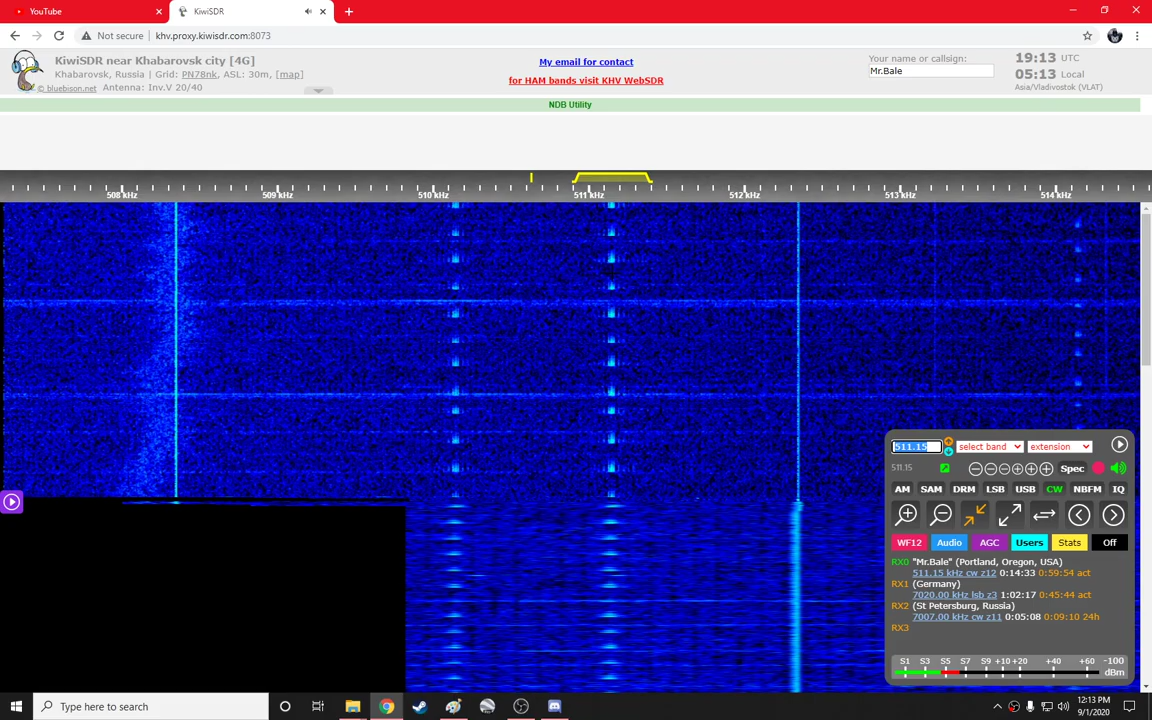 YouTube
KiwiSDR
Not secure | khv.proxy.kiwisdr.com:8073
KiwiSDR near Khabarovsk city [4G]
Khabarovsk, Russia | Grid: PN78nk, ASL: 30m, [map]
© bluebison.net Antenna: Inv.V 20/40
My email for contact
for HAM bands visit KHV WebSDR
Your name or callsign:
Mr.Bale
19:13 UTC
05:13 Local
Asia/Vladivostok (VLAT)
NDB Utility
508 kHz 509 kHz 510 kHz 511 kHz 512 kHz 513 kHz 514 kHz
511.15 select band extension
511.15 Spec
AM SAM DRM LSB USB CW NBFM IQ
WF12 Audio AGC Users Stats Off
RX0 "Mr.Bale" (Portland, Oregon, USA)
511.15 kHz cw z12 0:14:33 0:59:54 act
RX1 (Germany)
7020.00 kHz lsb z3 1:02:17 0:45:44 act
RX2 (St Petersburg, Russia)
7007.00 kHz cw z11 0:05:08 0:09:10 24h
RX3
S1 S3 S5 S7 S9 +10 +20 +40 +60 -100
dBm
Type here to search
12:13 PM
9/1/2020